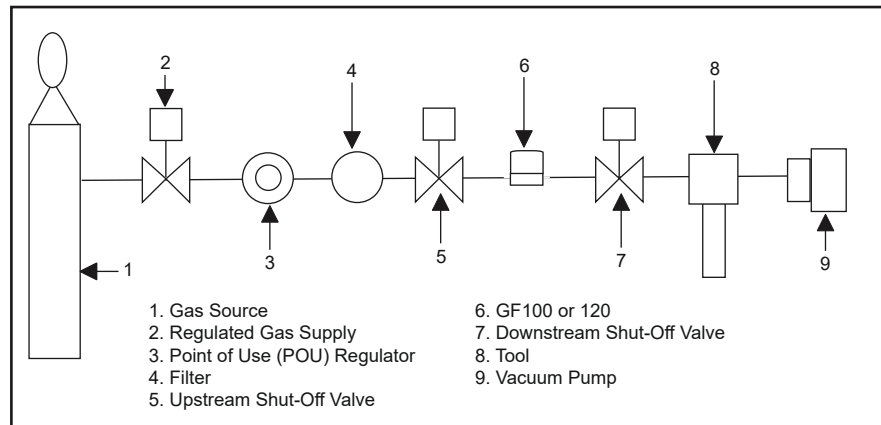 2
4
6
8
1
3
5
7
9
1. Gas Source
2. Regulated Gas Supply
3. Point of Use (POU) Regulator
4. Filter
5. Upstream Shut-Off Valve
6. GF100 or 120
7. Downstream Shut-Off Valve
8. Tool
9. Vacuum Pump